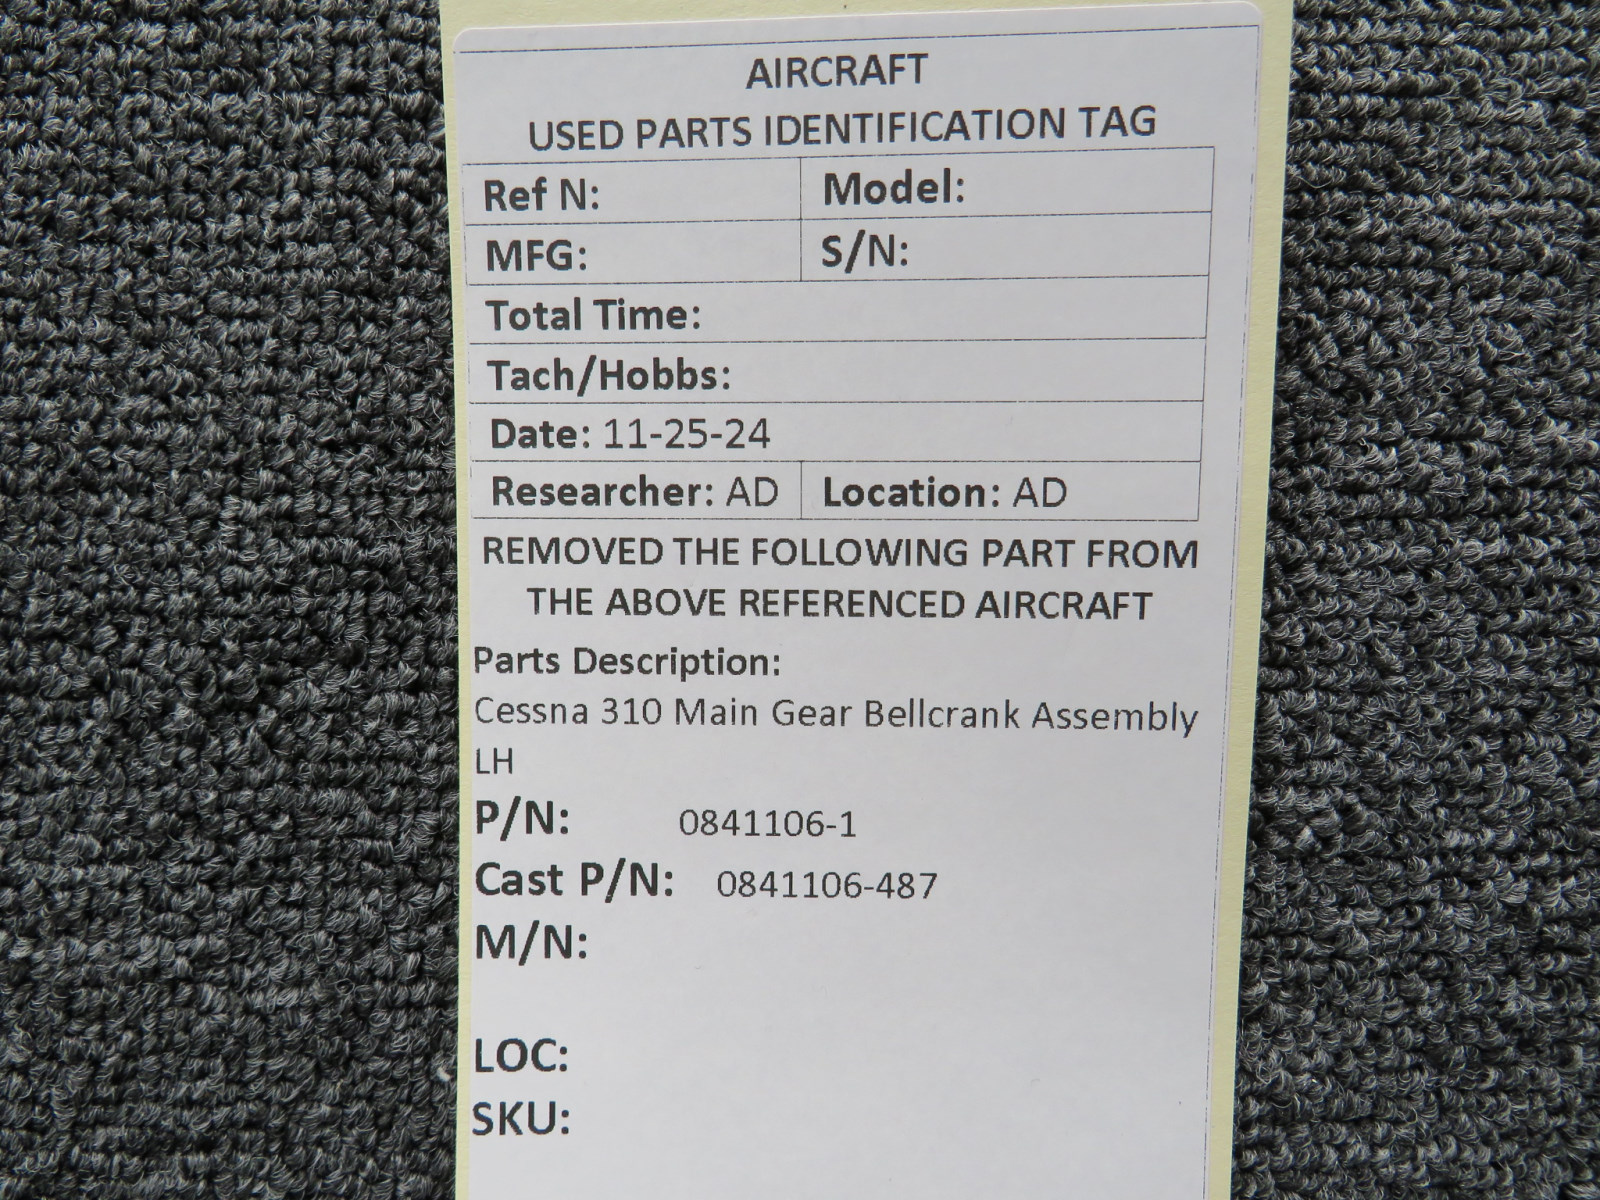 AIRCRAFT
USED PARTS IDENTIFICATION TAG
Ref N: Model:
MFG: S/N:
Total Time:
Tach/Hobbs:
Date: 11-25-24
Researcher: AD Location: AD
REMOVED THE FOLLOWING PART FROM
THE ABOVE REFERENCED AIRCRAFT
Parts Description:
Cessna 310 Main Gear Bellcrank Assembly
LH
P/N: 0841106-1
Cast P/N: 0841106-487
M/N:
LOC:
SKU: